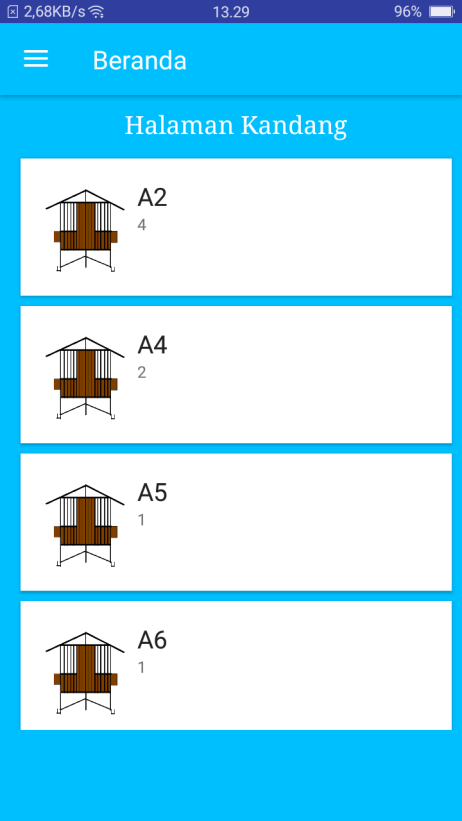 2,68KB/s 13.29 96%
Beranda
Halaman Kandang
A2
4
A4
2
A5
1
A6
1